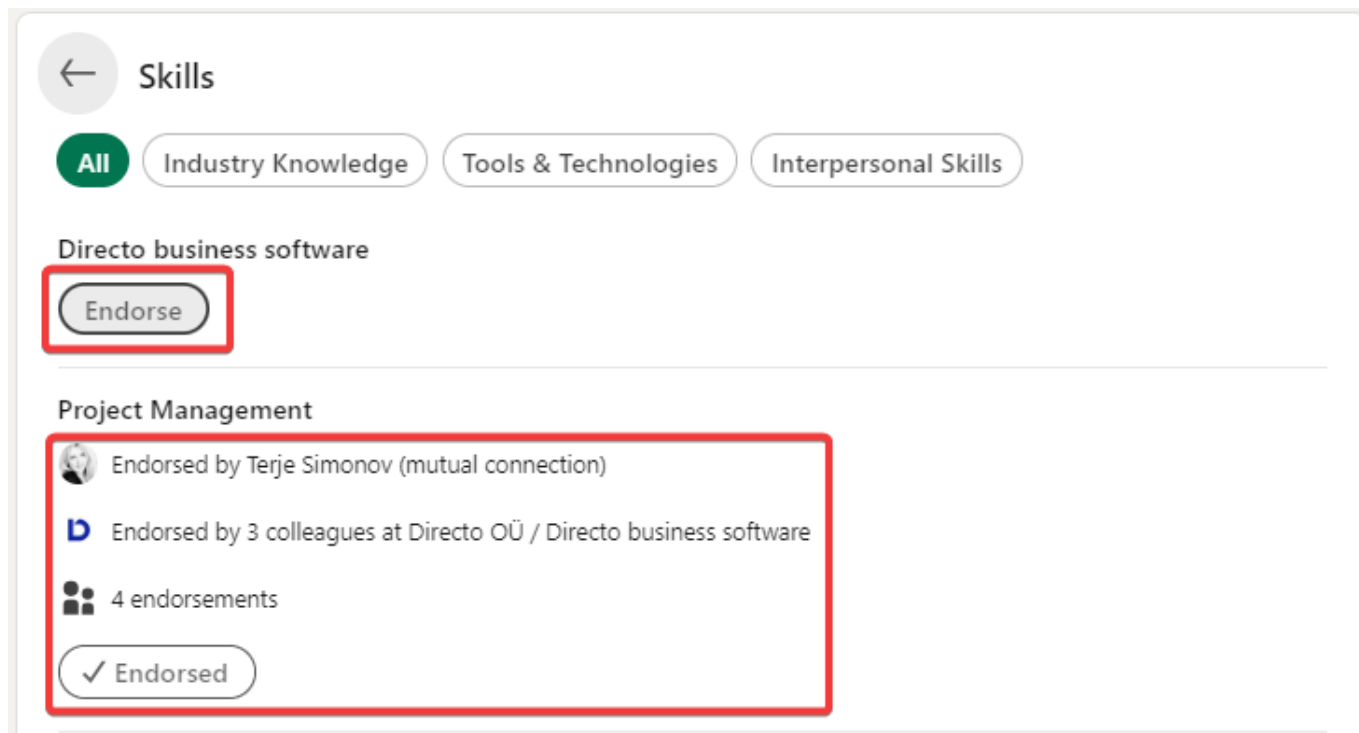 Skills
All Industry Knowledge Tools & Technologies Interpersonal Skills
Directo business software
Endorse
Project Management
Endorsed by Terje Simonov (mutual connection)
Endorsed by 3 colleagues at Directo OÜ / Directo business software
4 endorsements
Endorsed